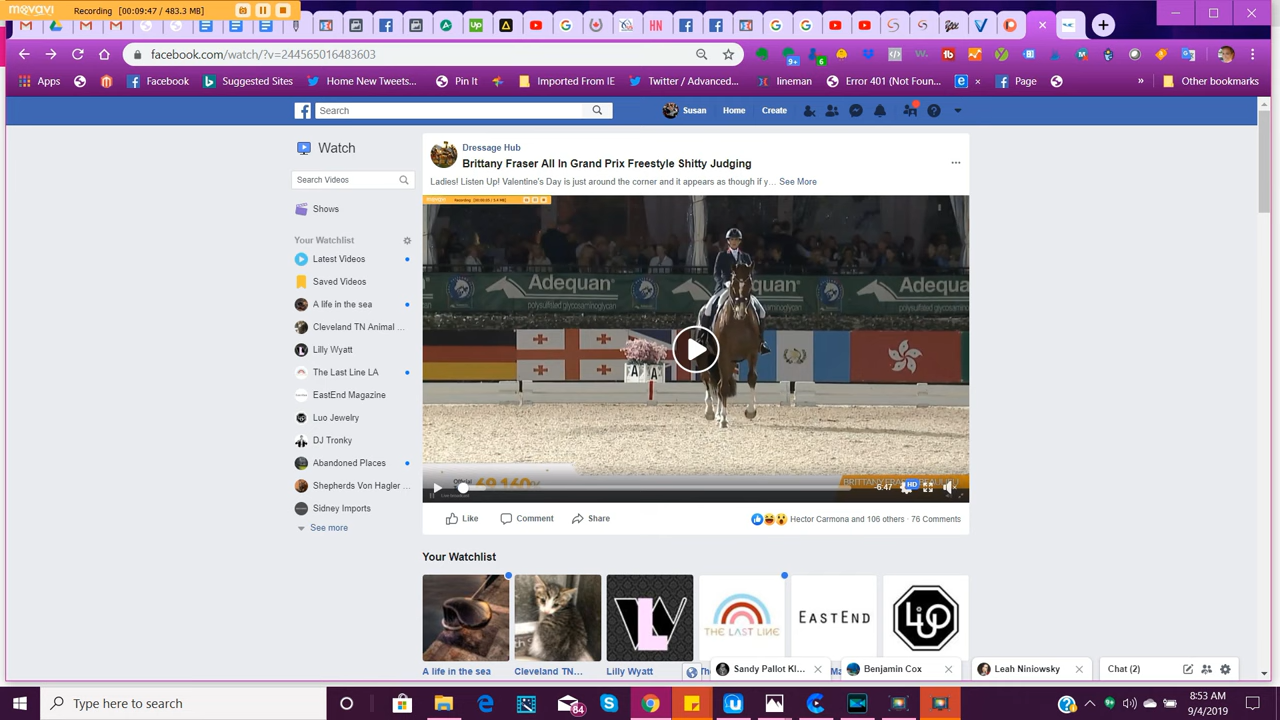 movavi
Recording [00:09:47 / 483.3 MB]
facebook.com/watch/?v=244565016483603
Apps
Facebook
Suggested Sites
Home New Tweets...
Pin It
Imported From IE
Twitter / Advanced...
lineman
Error 401 (Not Foun...
Page
Other bookmarks
Search
Susan
Home
Create
Watch
Search Videos
Shows
Your Watchlist
Latest Videos
Saved Videos
A life in the sea
Cleveland TN Animal ...
Lilly Wyatt
The Last Line LA
EastEnd Magazine
Luo Jewelry
DJ Tronky
Abandoned Places
Shepherds Von Hagler ...
Sidney Imports
See more
Dressage Hub
Brittany Fraser All In Grand Prix Freestyle Shitty Judging
Ladies! Listen Up! Valentine's Day is just around the corner and it appears as though if y... See More
Recording
Adequan
polysulfated glycosaminoglycan
Adequan
polysulfated glycosaminoglycan
Adequan
A A
-6:47
HD
Like
Comment
Share
Hector Carmona and 106 others · 76 Comments
Your Watchlist
THE LAST LINE
EASTEND
LUO
A life in the sea
Cleveland TN...
Lilly Wyatt
Sandy Pallot Kl...
Benjamin Cox
Leah Niniowsky
Chat (2)
Type here to search
84
8:53 AM
9/4/2019